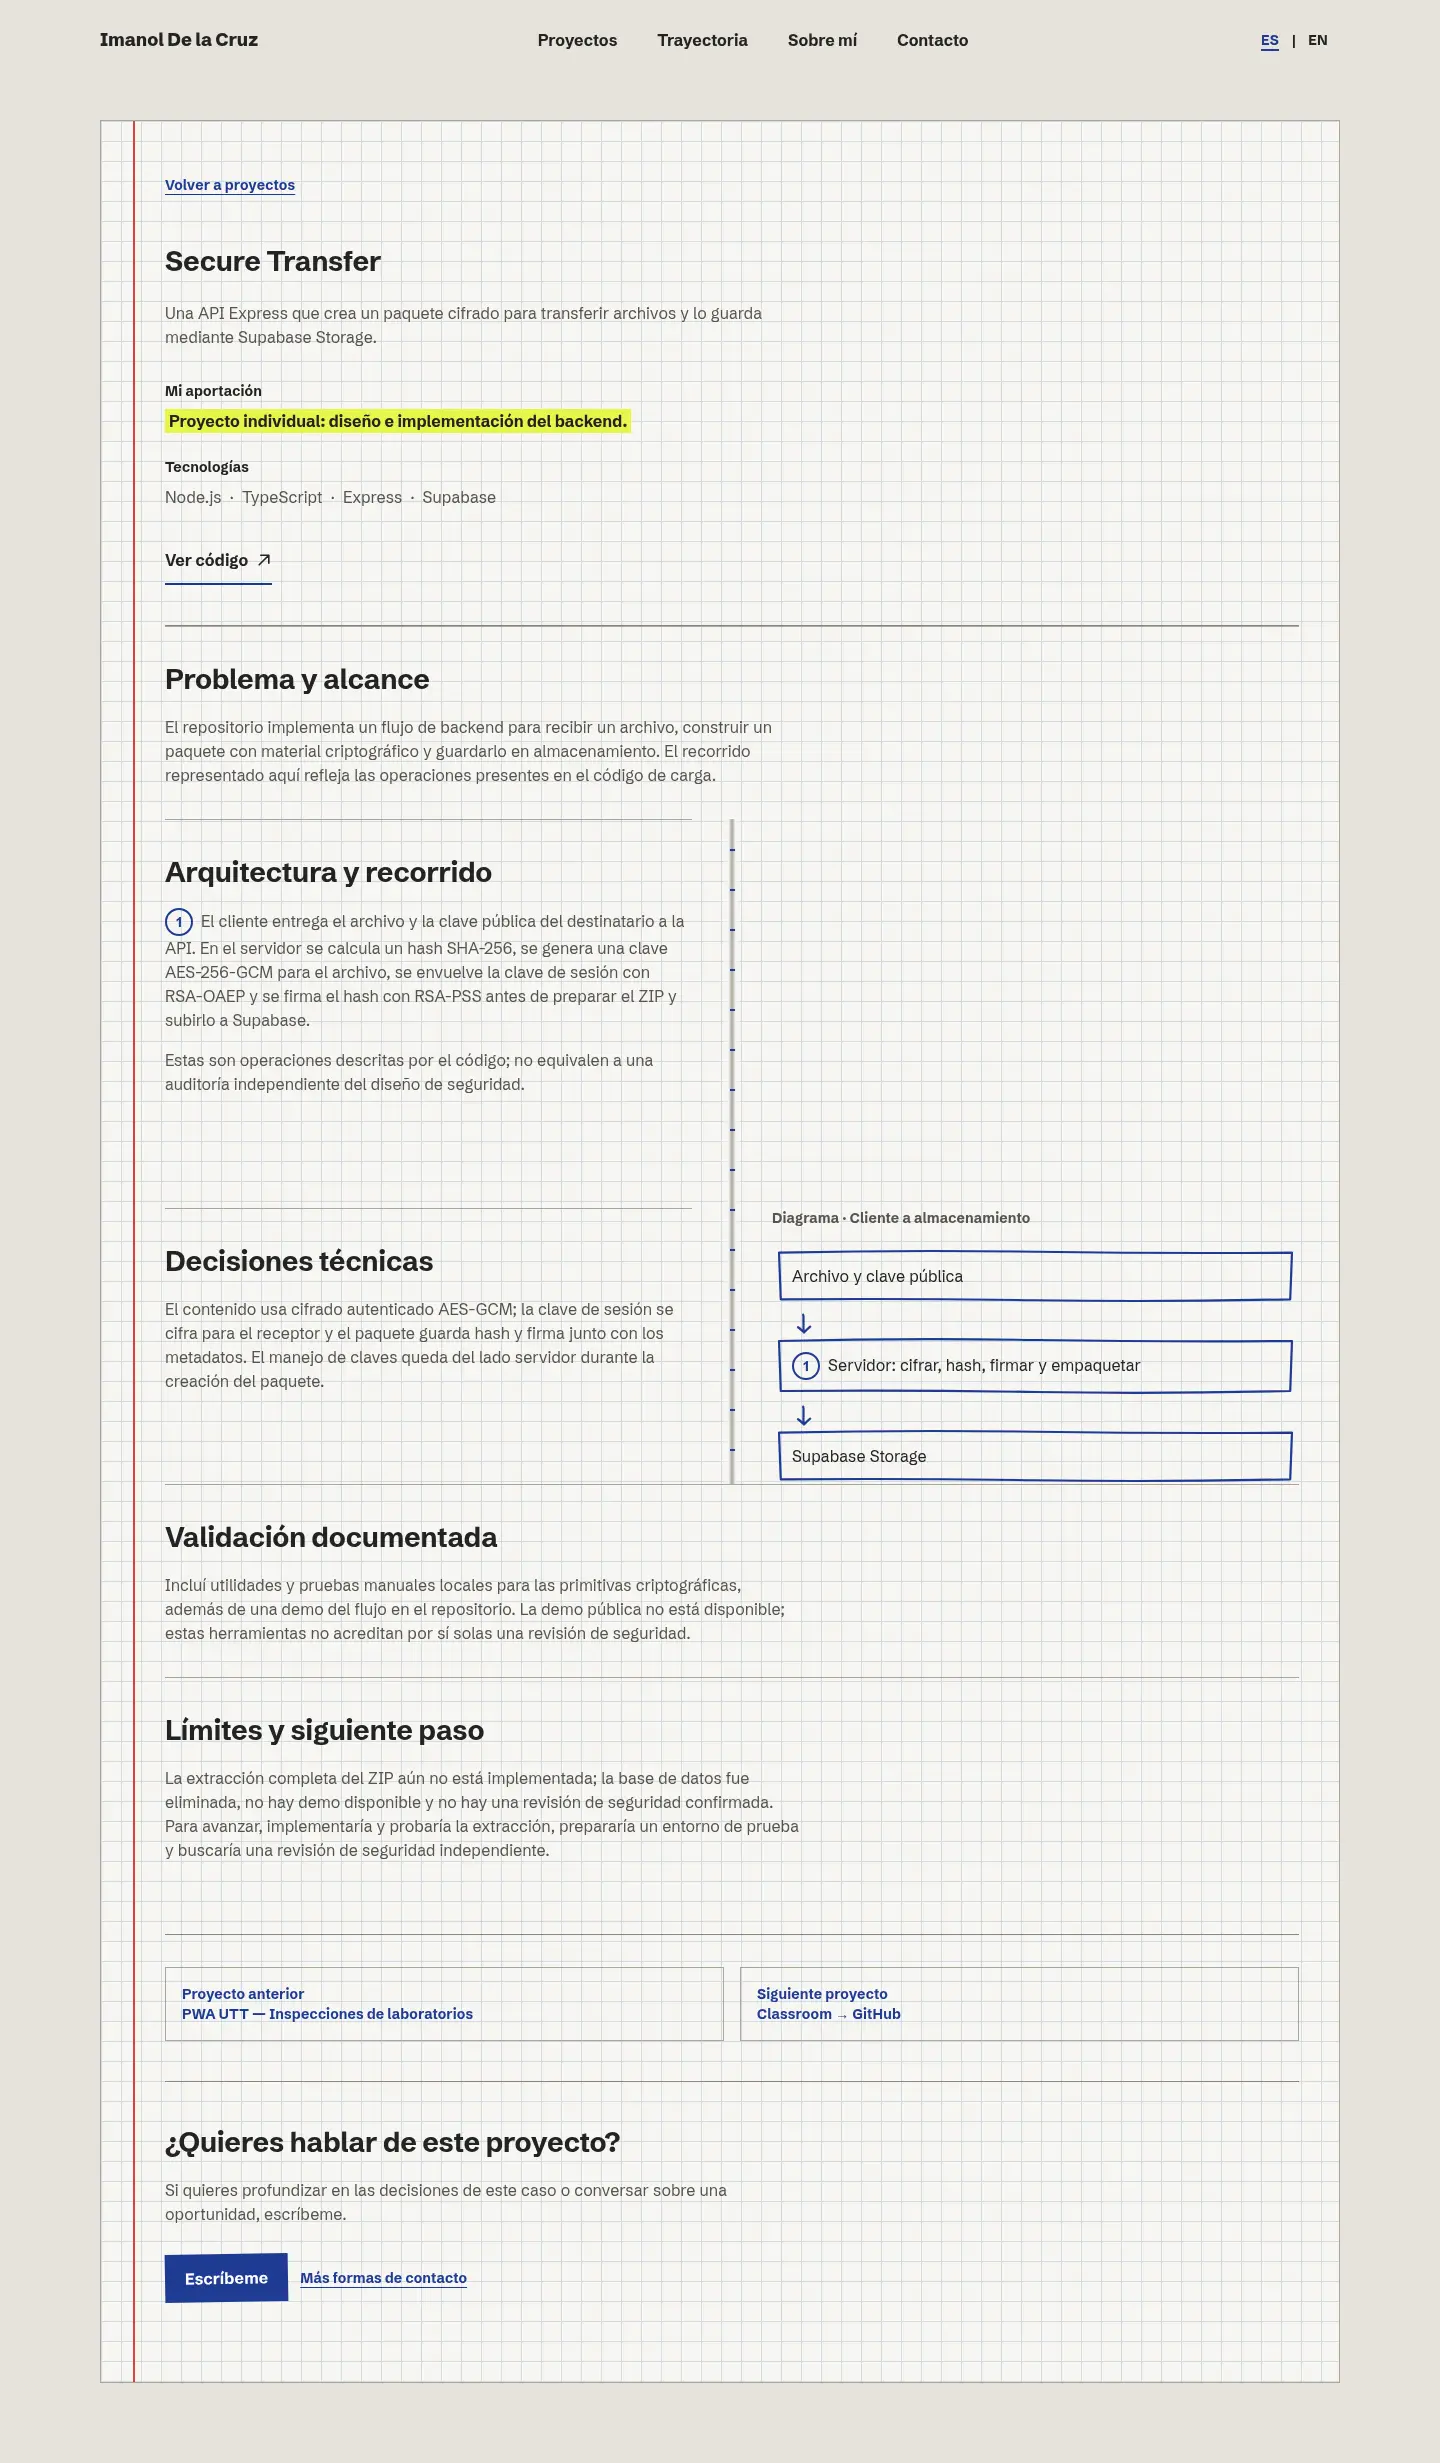 Imanol De la Cruz
Proyectos
Trayectoria
Sobre mí
Contacto
ES | EN
Volver a proyectos
Secure Transfer
Una API Express que crea un paquete cifrado para transferir archivos y lo guarda
mediante Supabase Storage.
Mi aportación
Proyecto individual: diseño e implementación del backend.
Tecnologías
Node.js · TypeScript · Express · Supabase
Ver código ↗
Problema y alcance
El repositorio implementa un flujo de backend para recibir un archivo, construir un
paquete con material criptográfico y guardarlo en almacenamiento. El recorrido
representado aquí refleja las operaciones presentes en el código de carga.
Arquitectura y recorrido
1 El cliente entrega el archivo y la clave pública del destinatario a la
API. En el servidor se calcula un hash SHA-256, se genera una clave
AES-256-GCM para el archivo, se envuelve la clave de sesión con
RSA-OAEP y se firma el hash con RSA-PSS antes de preparar el ZIP y
subirlo a Supabase.
Estas son operaciones descritas por el código; no equivalen a una
auditoría independiente del diseño de seguridad.
Decisiones técnicas
El contenido usa cifrado autenticado AES-GCM; la clave de sesión se
cifra para el receptor y el paquete guarda hash y firma junto con los
metadatos. El manejo de claves queda del lado servidor durante la
creación del paquete.
Diagrama · Cliente a almacenamiento
Archivo y clave pública
↓
1 Servidor: cifrar, hash, firmar y empaquetar
↓
Supabase Storage
Validación documentada
Incluí utilidades y pruebas manuales locales para las primitivas criptográficas,
además de una demo del flujo en el repositorio. La demo pública no está disponible;
estas herramientas no acreditan por sí solas una revisión de seguridad.
Límites y siguiente paso
La extracción completa del ZIP aún no está implementada; la base de datos fue
eliminada, no hay demo disponible y no hay una revisión de seguridad confirmada.
Para avanzar, implementaría y probaría la extracción, prepararía un entorno de prueba
y buscaría una revisión de seguridad independiente.
Proyecto anterior
PWA UTT — Inspecciones de laboratorios
Siguiente proyecto
Classroom → GitHub
¿Quieres hablar de este proyecto?
Si quieres profundizar en las decisiones de este caso o conversar sobre una
oportunidad, escríbeme.
Escríbeme
Más formas de contacto